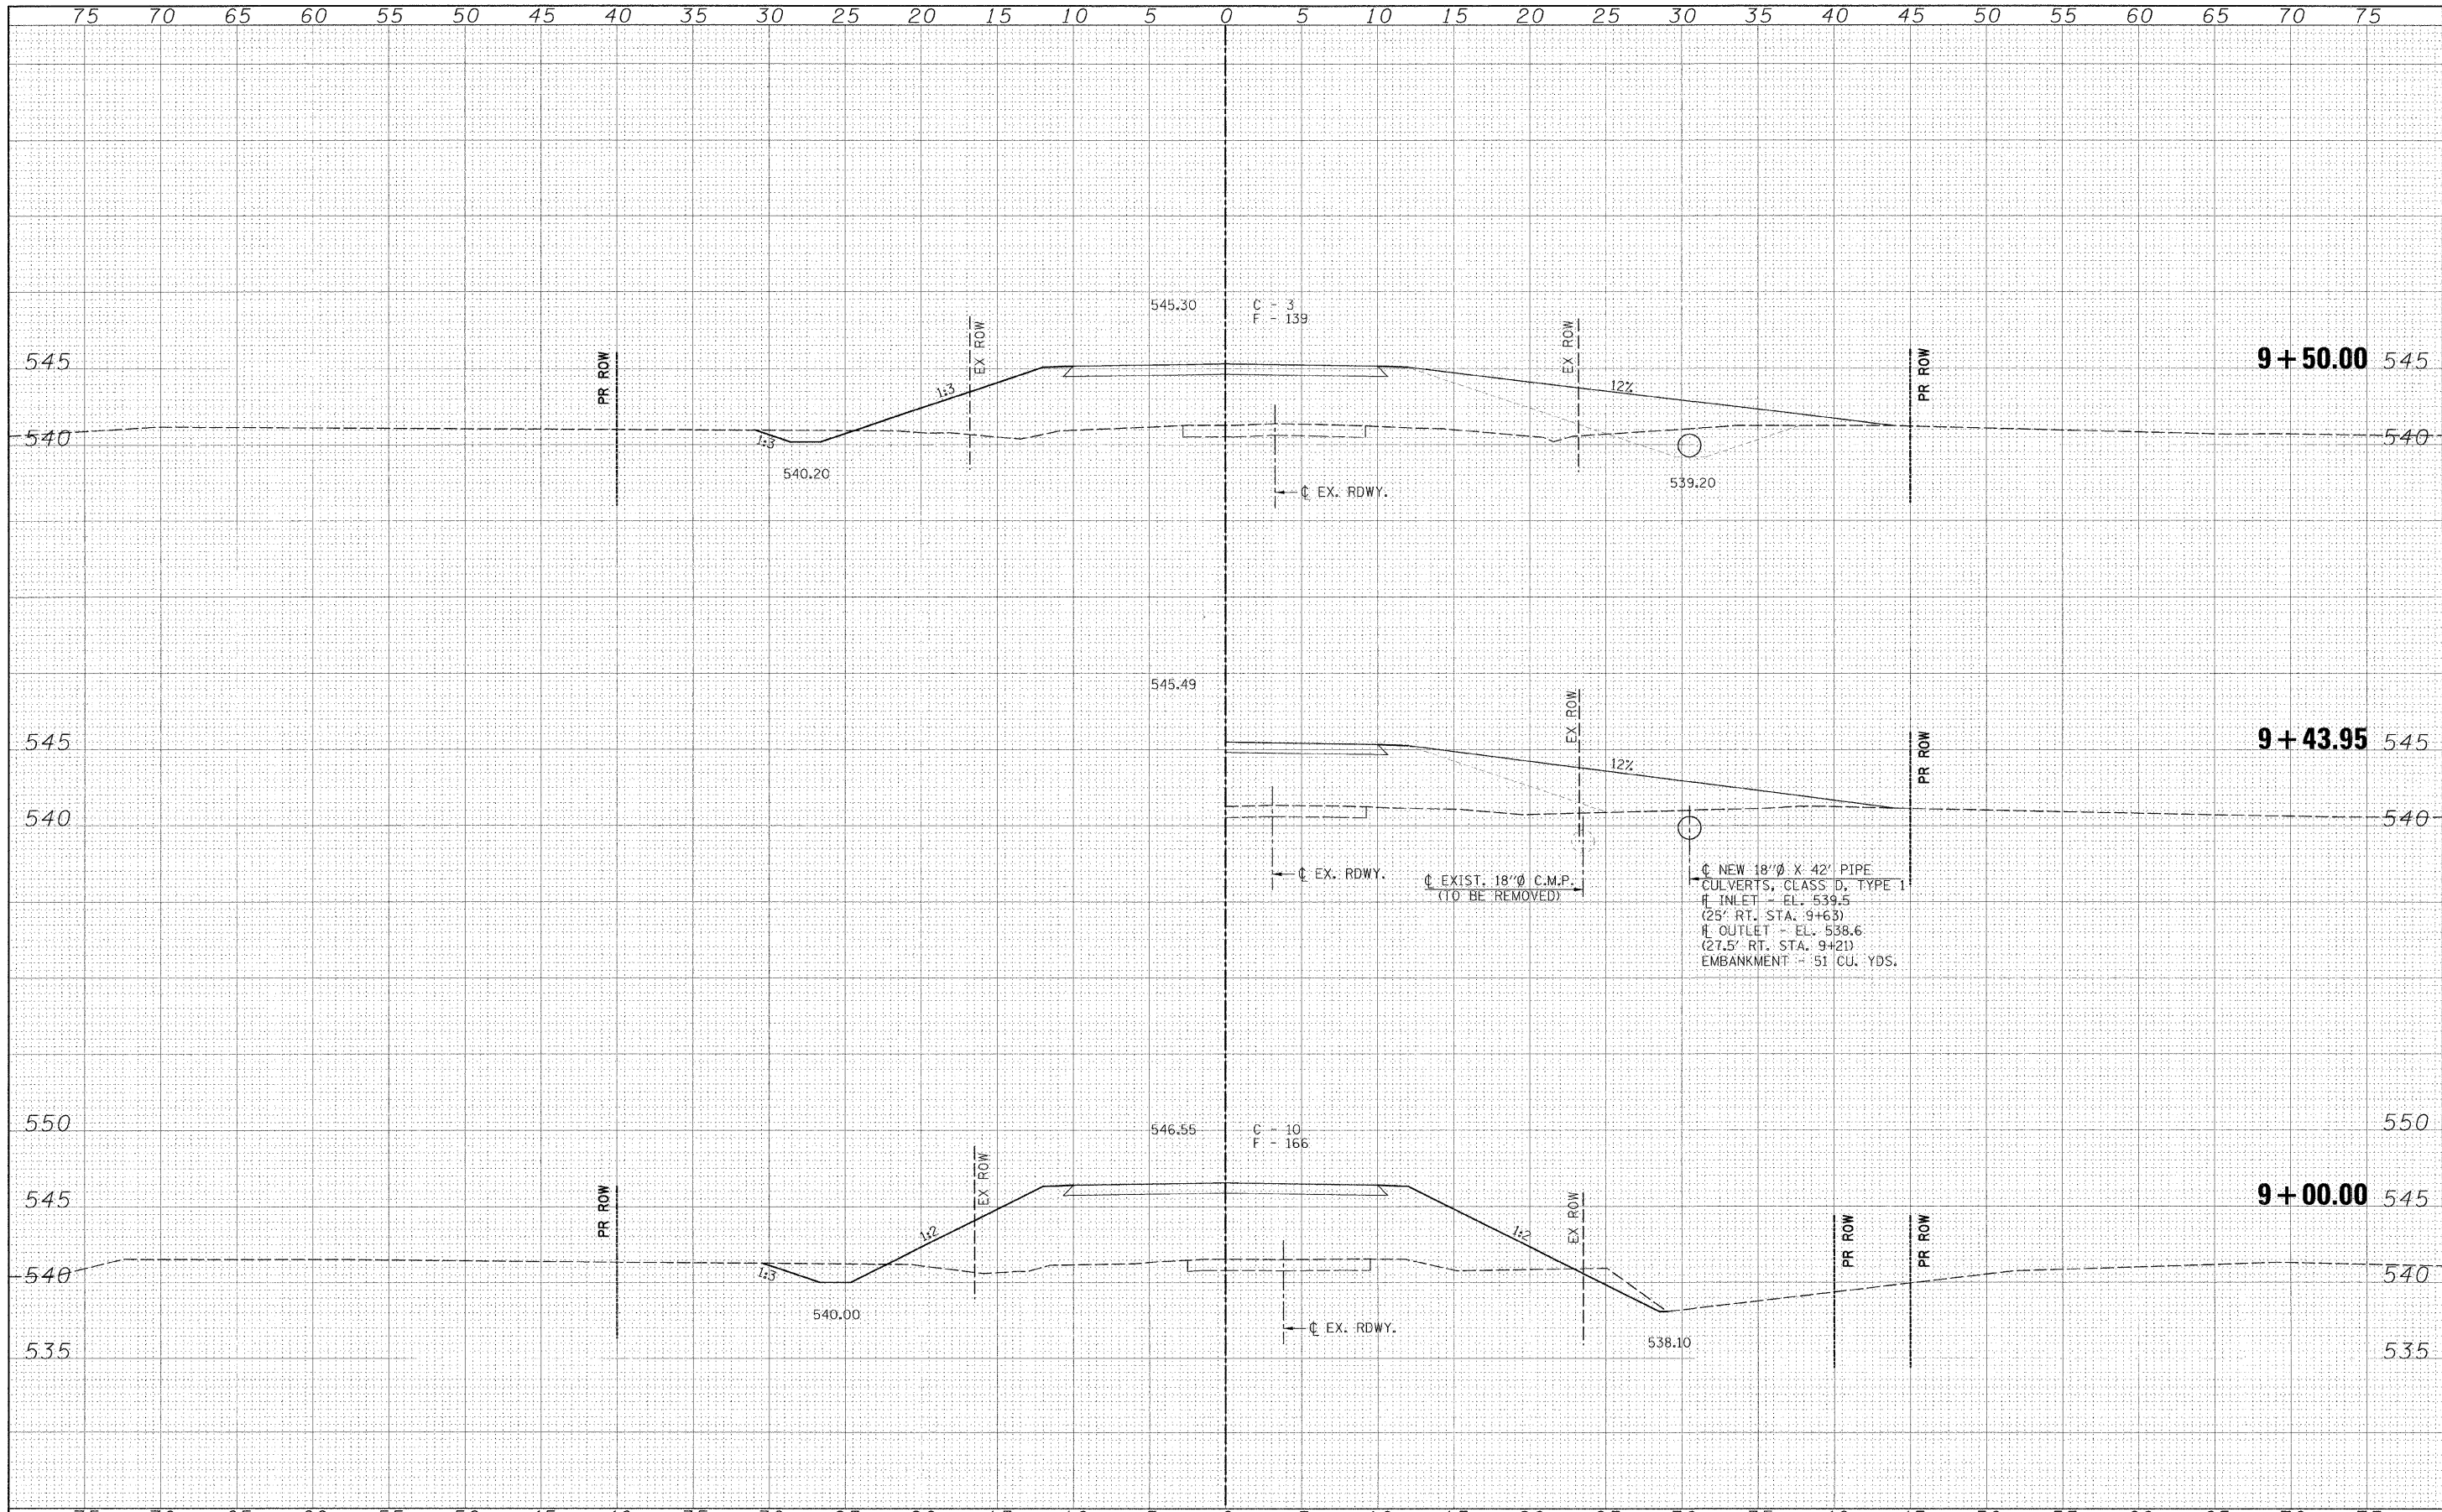 75 70 65 60 55 50 45 40 35 30 25 20 15 10 5 0 5 10 15 20 25 30 35 40 45 50 55 60 65 70 75
545.30
C - 3
F - 139
EX ROW
EX ROW
PR ROW
PR ROW
545
9+50.00 545
1:3
12%
540
1:3
540
540.20
539.20
℄ EX. RDWY.
545.49
EX ROW
PR ROW
545
9+43.95 545
12%
540
540
℄ EX. RDWY.
℄ EXIST. 18"Ø C.M.P.
(TO BE REMOVED)
℄ NEW 18"Ø X 42' PIPE
CULVERTS, CLASS D, TYPE 1
FL INLET - EL. 539.5
(25' RT. STA. 9+63)
FL OUTLET - EL. 538.6
(27.5' RT. STA. 9+21)
EMBANKMENT - 51 CU. YDS.
550
546.55
C - 10
F - 166
550
EX ROW
EX ROW
PR ROW
PR ROW
PR ROW
545
9+00.00 545
1:2
1:2
540
1:3
540
540.00
℄ EX. RDWY.
538.10
535
535